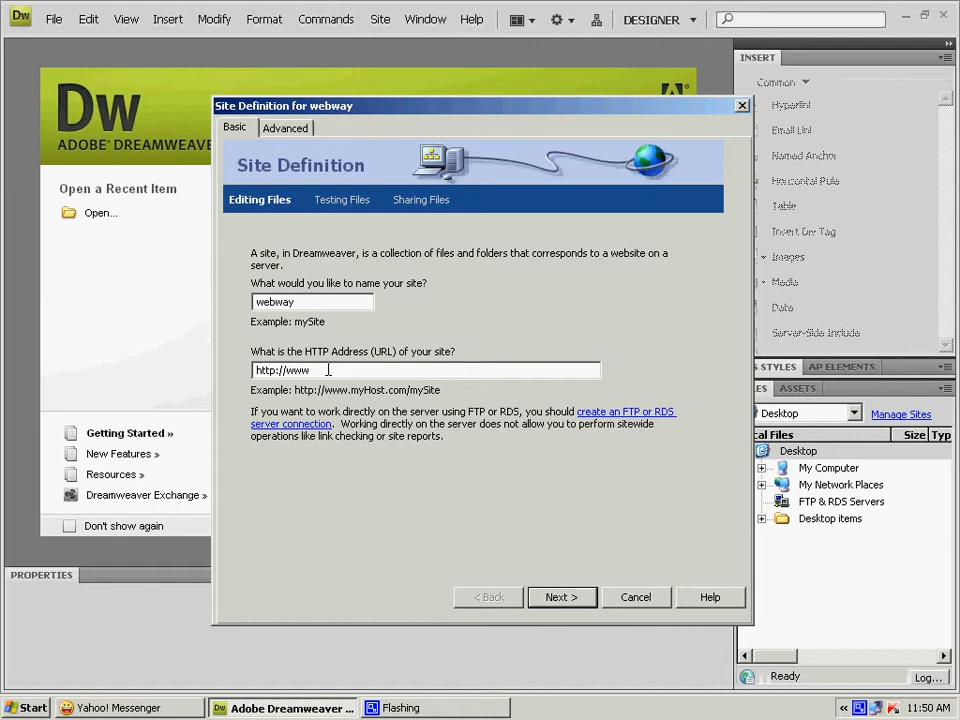 Dw File Edit View Insert Modify Format Commands Site Window Help DESIGNER
Dw
ADOBE® DREAMWEAVER
Open a Recent Item
Open...
Getting Started »
New Features »
Resources »
Dreamweaver Exchange »
Don't show again
PROPERTIES
Site Definition for webway
Basic Advanced
Site Definition
Editing Files Testing Files Sharing Files
A site, in Dreamweaver, is a collection of files and folders that corresponds to a website on a
server.
What would you like to name your site?
webway
Example: mySite
What is the HTTP Address (URL) of your site?
http://www
Example: http://www.myHost.com/mySite
If you want to work directly on the server using FTP or RDS, you should create an FTP or RDS
server connection. Working directly on the server does not allow you to perform sitewide
operations like link checking or site reports.
< Back Next > Cancel Help
INSERT
Common
Hyperlink
Email Link
Named Anchor
Horizontal Rule
Table
Insert Div Tag
Images
Media
Date
Server-Side Include
STYLES AP ELEMENTS
ES ASSETS
Desktop Manage Sites
cal Files Size Typ
Desktop
My Computer
My Network Places
FTP & RDS Servers
Desktop items
Ready Log...
Start Yahoo! Messenger Dw Adobe Dreamweaver ... Flashing « 11:50 AM